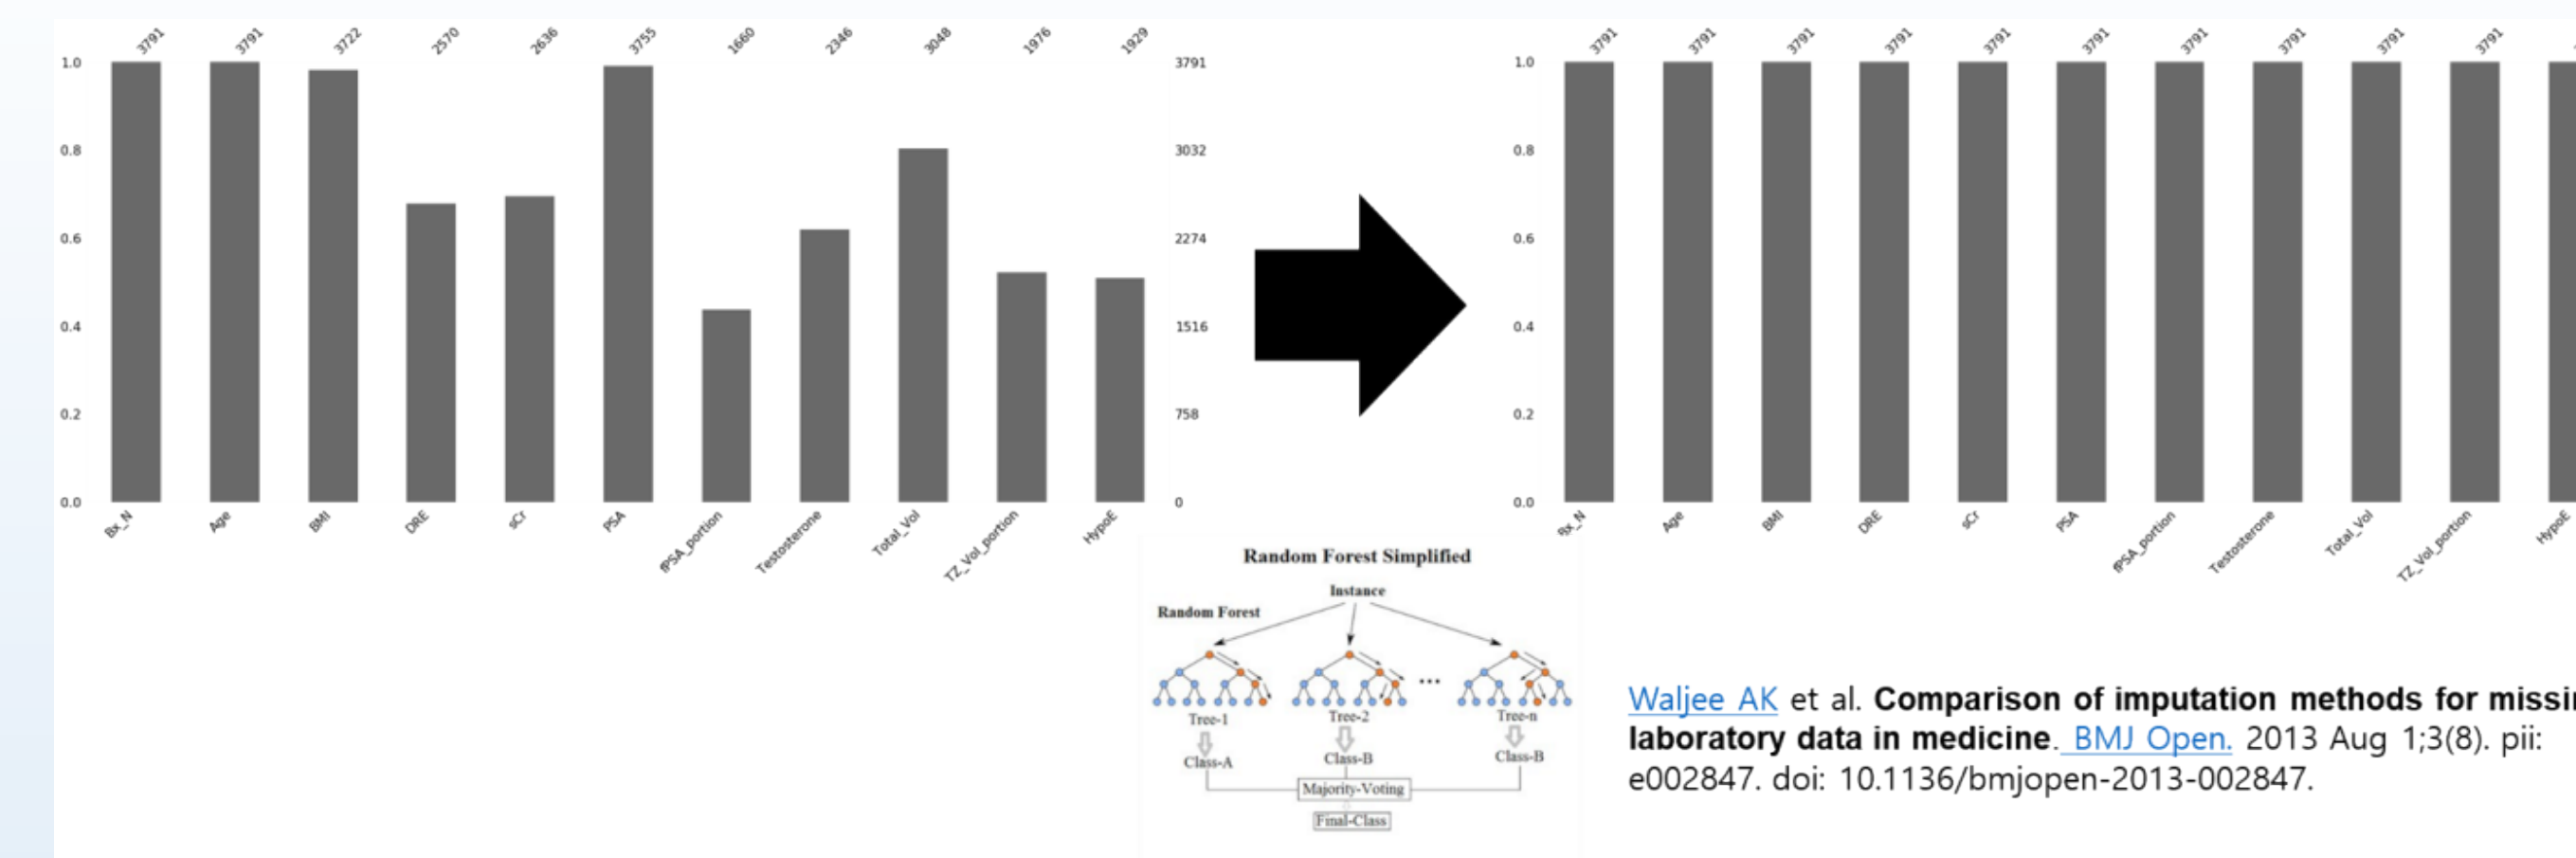 3791 3791 3722 2570 2636 3755 1660 2346 3048 1976 1929
1.0 3791
0.8 3032
0.6 2274
0.4 1516
0.2 758
0.0 0
Bx_N Age BMI DRE sCr PSA fPSA_portion Testosterone Total_Vol TZ_Vol_portion HypoE
3791 3791 3791 3791 3791 3791 3791 3791 3791 3791
1.0
0.8
0.6
0.4
0.2
0.0
Bx_N Age BMI DRE sCr PSA fPSA_portion Testosterone Total_Vol TZ_Vol_portion HypoE
Random Forest Simplified
Instance
Random Forest
...
Tree-1 Tree-2 Tree-n
Class-A Class-B Class-B
Majority-Voting
Final-Class
Waljee AK et al. Comparison of imputation methods for
laboratory data in medicine. BMJ Open. 2013 Aug 1;3(8). pii:
e002847. doi: 10.1136/bmjopen-2013-002847.